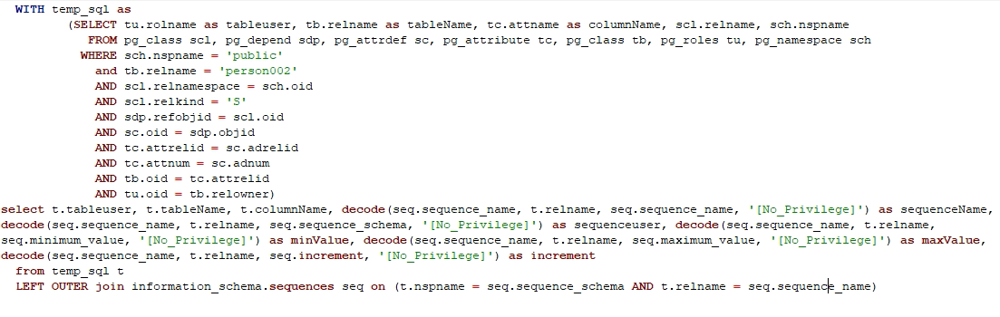 WITH temp_sql as
(SELECT tu.rolname as tableuser, tb.relname as tableName, tc.attname as columnName, scl.relname, sch.nspname
FROM pg_class scl, pg_depend sdp, pg_attrdef sc, pg_attribute tc, pg_class tb, pg_roles tu, pg_namespace sch
WHERE sch.nspname = 'public'
and tb.relname = 'person002'
AND scl.relnamespace = sch.oid
AND scl.relkind = 'S'
AND sdp.refobjid = scl.oid
AND sc.oid = sdp.objid
AND tc.attrelid = sc.adrelid
AND tc.attnum = sc.adnum
AND tb.oid = tc.attrelid
AND tu.oid = tb.relowner)
select t.tableuser, t.tableName, t.columnName, decode(seq.sequence_name, t.relname, seq.sequence_name, '[No_Privilege]') as sequenceName,
decode(seq.sequence_name, t.relname, seq.sequence_schema, '[No_Privilege]') as sequenceuser, decode(seq.sequence_name, t.relname,
seq.minimum_value, '[No_Privilege]') as minValue, decode(seq.sequence_name, t.relname, seq.maximum_value, '[No_Privilege]') as maxValue,
decode(seq.sequence_name, t.relname, seq.increment, '[No_Privilege]') as increment
from temp_sql t
LEFT OUTER join information_schema.sequences seq on (t.nspname = seq.sequence_schema AND t.relname = seq.sequence_name)